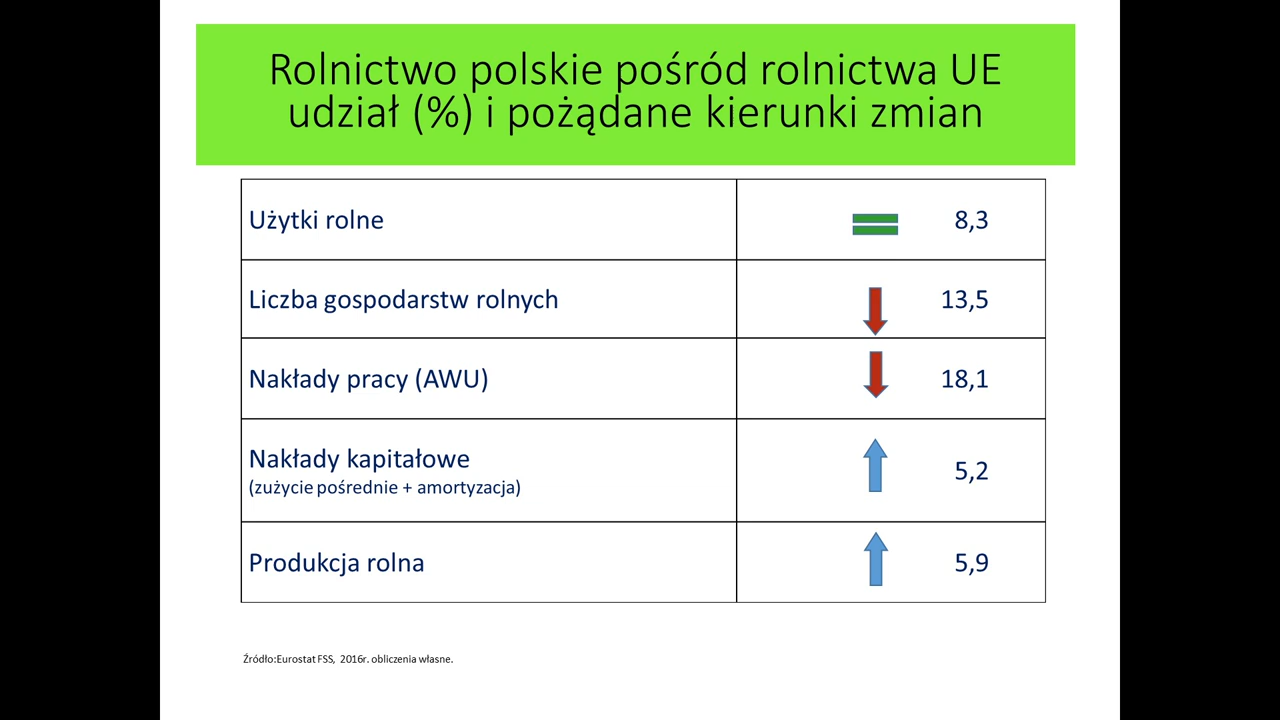 Rolnictwo polskie pośród rolnictwa UE
udział (%) i pożądane kierunki zmian
Użytki rolne 8,3
Liczba gospodarstw rolnych 13,5
Nakłady pracy (AWU) 18,1
Nakłady kapitałowe
(zużycie pośrednie + amortyzacja) 5,2
Produkcja rolna 5,9
Źródło:Eurostat FSS, 2016r. obliczenia własne.